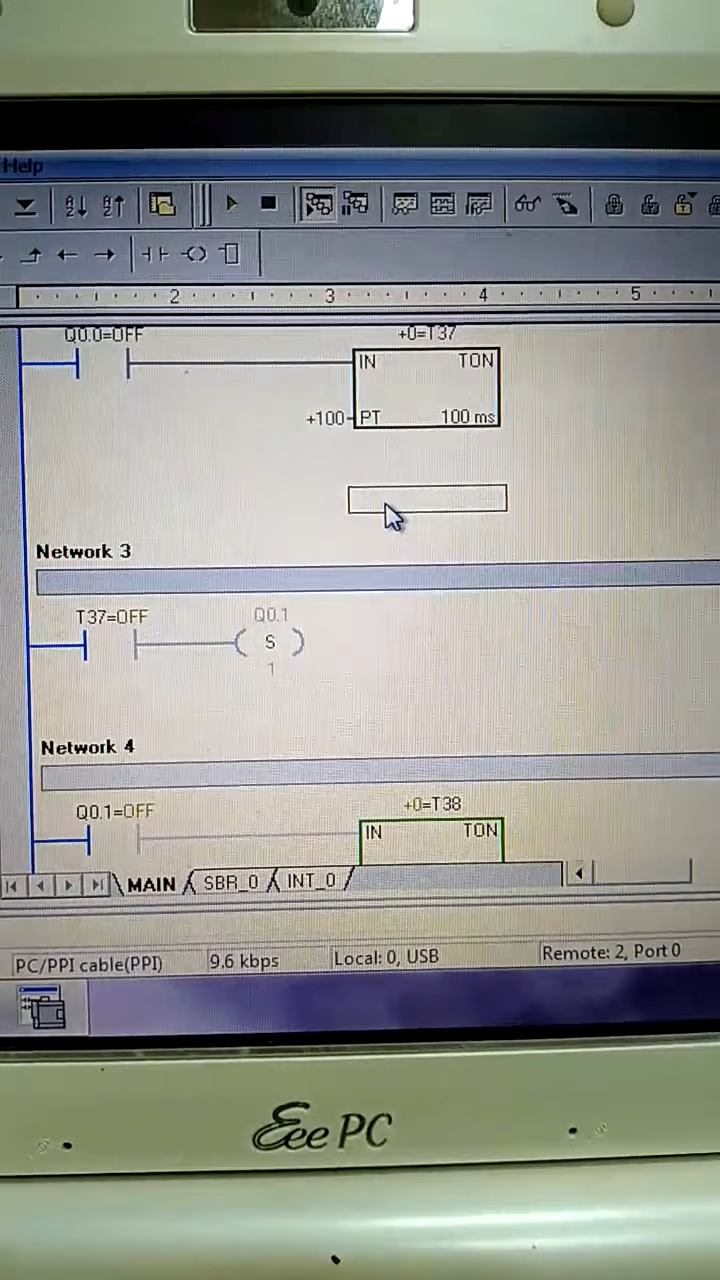 Help
2 3 4 5
Q0.0=OFF +0=T37
IN TON
+100 PT 100 ms
Network 3
T37=OFF Q0.1
S
1
Network 4
Q0.1=OFF +0=T38
IN TON
MAIN SBR_0 INT_0
PC/PPI cable(PPI) 9.6 kbps Local: 0, USB Remote: 2, Port 0
Eee PC